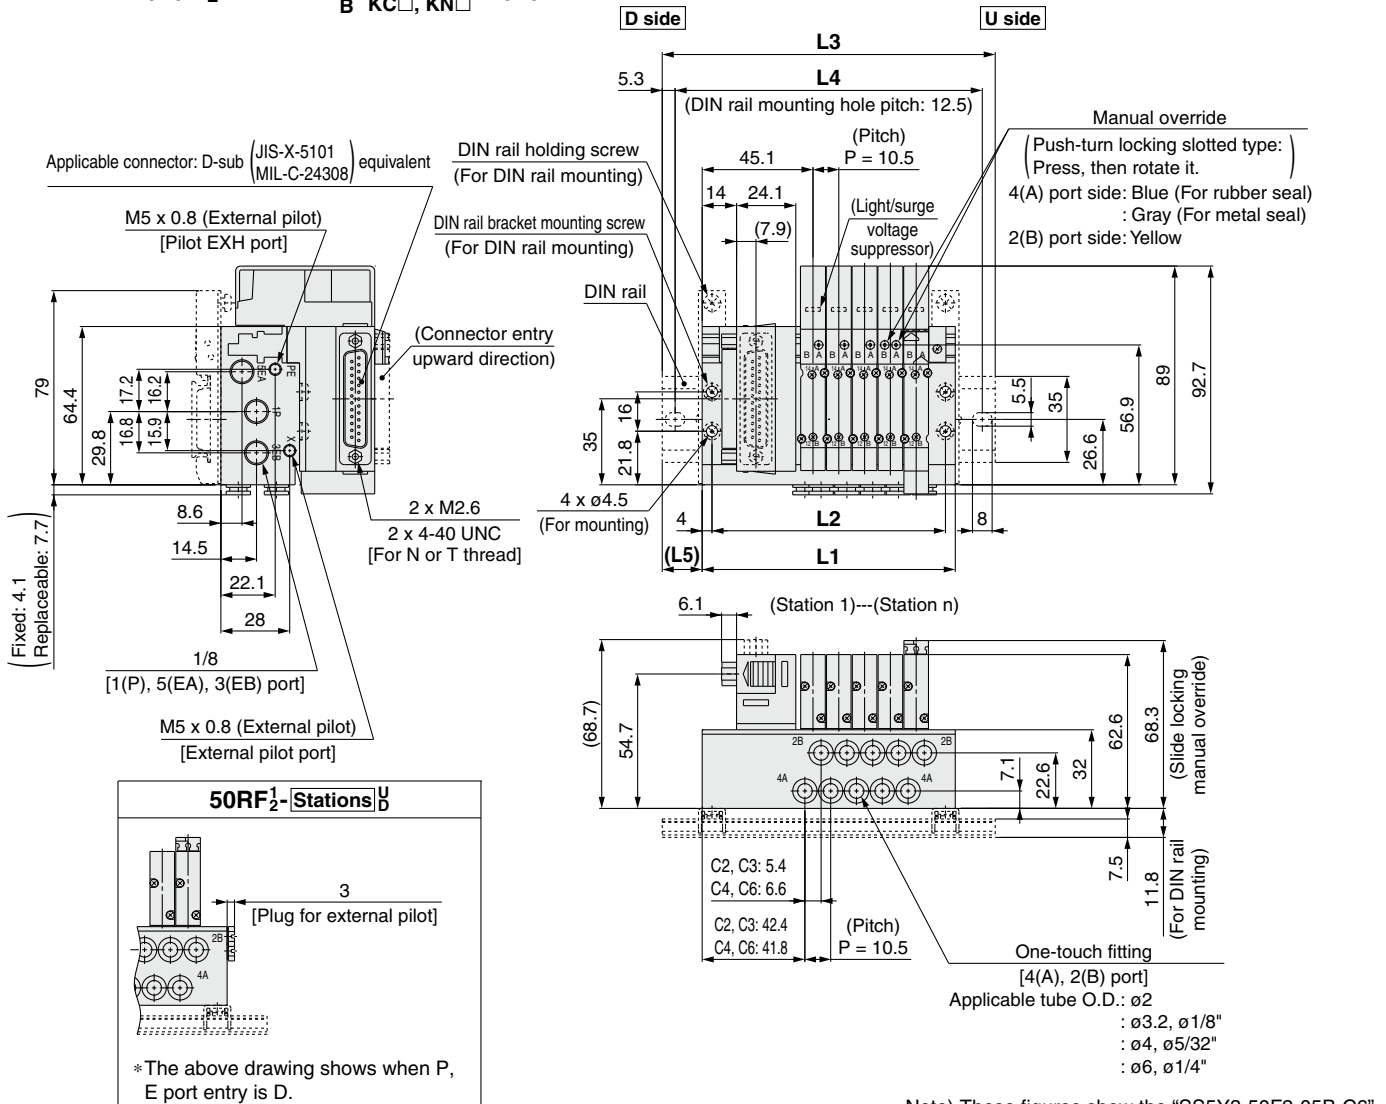 B KC□, KN□
D side
U side
L3
5.3
L4
(DIN rail mounting hole pitch: 12.5)
Manual override
(Push-turn locking slotted type:
Press, then rotate it.)
4(A) port side: Blue (For rubber seal)
: Gray (For metal seal)
2(B) port side: Yellow
(Pitch)
P = 10.5
45.1
14
24.1
(7.9)
(Light/surge
voltage
suppressor)
Applicable connector: D-sub (JIS-X-5101
MIL-C-24308) equivalent
DIN rail holding screw
(For DIN rail mounting)
M5 x 0.8 (External pilot)
[Pilot EXH port]
DIN rail bracket mounting screw
(For DIN rail mounting)
DIN rail
(Connector entry
upward direction)
79
64.4
29.8
17.2
16.2
16.8
15.9
5EA
PE
1P
X
B A
35
16
21.8
5.5
35
26.6
56.9
89
92.7
8.6
14.5
22.1
28
(Fixed: 4.1
Replaceable: 7.7)
2 x M2.6
2 x 4-40 UNC
[For N or T thread]
4 x ø4.5
(For mounting)
4
L2
8
(L5)
L1
1/8
[1(P), 5(EA), 3(EB) port]
M5 x 0.8 (External pilot)
[External pilot port]
6.1
(Station 1)---(Station n)
(68.7)
54.7
2B
2B
4A
4A
7.1
22.6
32
62.6
68.3
(Slide locking
manual override)
7.5
11.8
(For DIN rail
mounting)
C2, C3: 5.4
C4, C6: 6.6
C2, C3: 42.4
C4, C6: 41.8
(Pitch)
P = 10.5
One-touch fitting
[4(A), 2(B) port]
Applicable tube O.D.: ø2
: ø3.2, ø1/8"
: ø4, ø5/32"
: ø6, ø1/4"
50RF½-Stations U D
3
[Plug for external pilot]
2B
4A
*The above drawing shows when P,
E port entry is D.